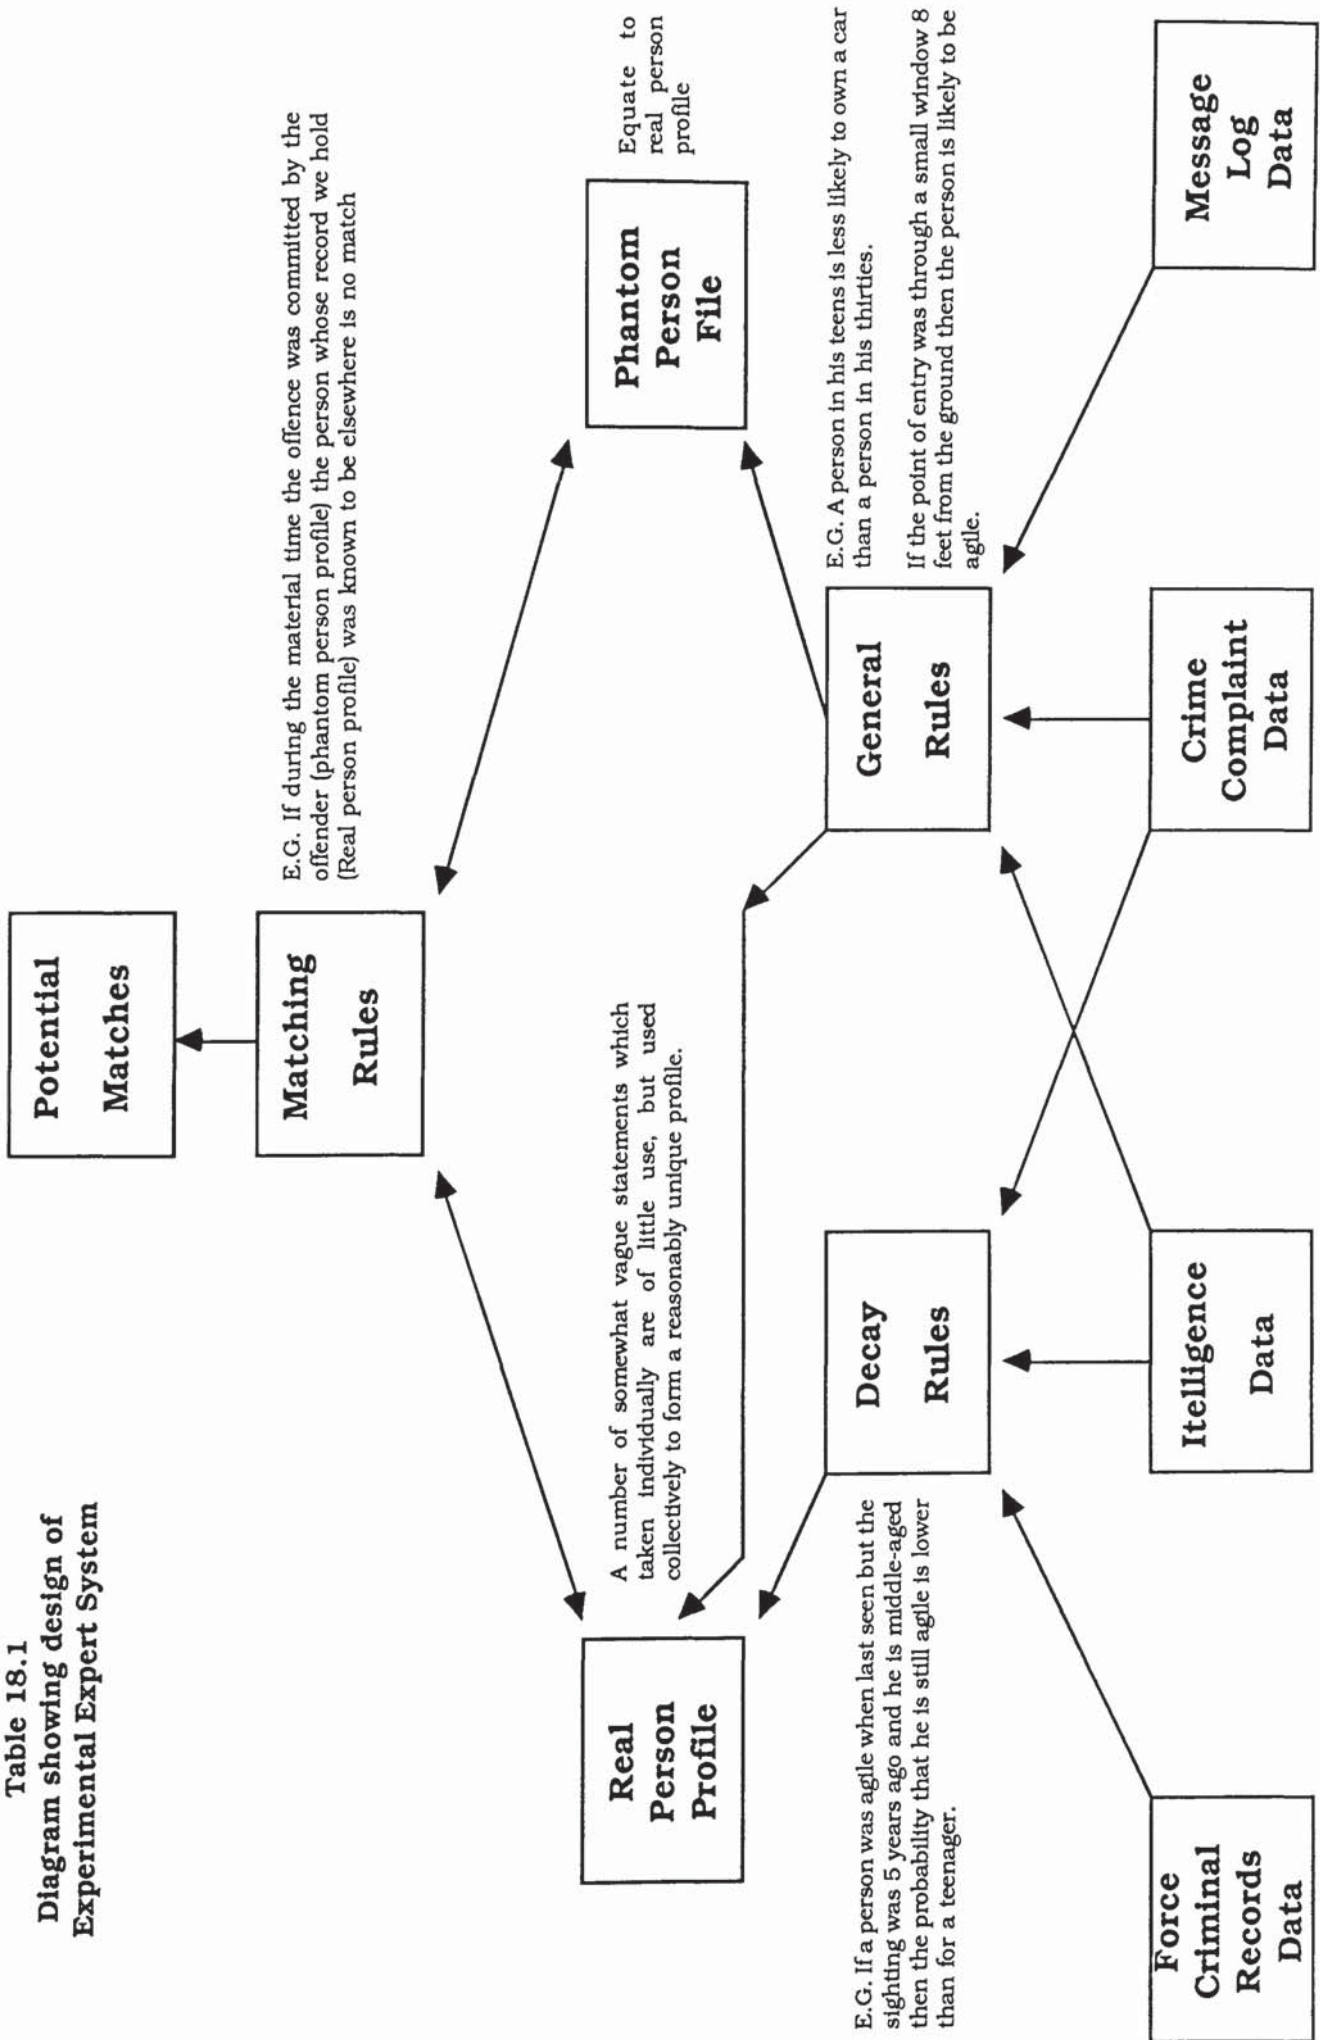 Table 18.1
Diagram showing design of
Experimental Expert System
Potential
Matches
Matching
Rules
E.G. If during the material time the offence was committed by the
offender (phantom person profile) the person whose record we hold
(Real person profile) was known to be elsewhere is no match
Real
Person
Profile
A number of somewhat vague statements which
taken individually are of little use, but used
collectively to form a reasonably unique profile.
Phantom
Person
File
Equate to
real person
profile
E.G. If a person was agile when last seen but the
sighting was 5 years ago and he is middle-aged
then the probability that he is still agile is lower
than for a teenager.
Decay
Rules
General
Rules
E.G. A person in his teens is less likely to own a car
than a person in his thirties.
If the point of entry was through a small window 8
feet from the ground then the person is likely to be
agile.
Force
Criminal
Records
Data
Itelligence
Data
Crime
Complaint
Data
Message
Log
Data